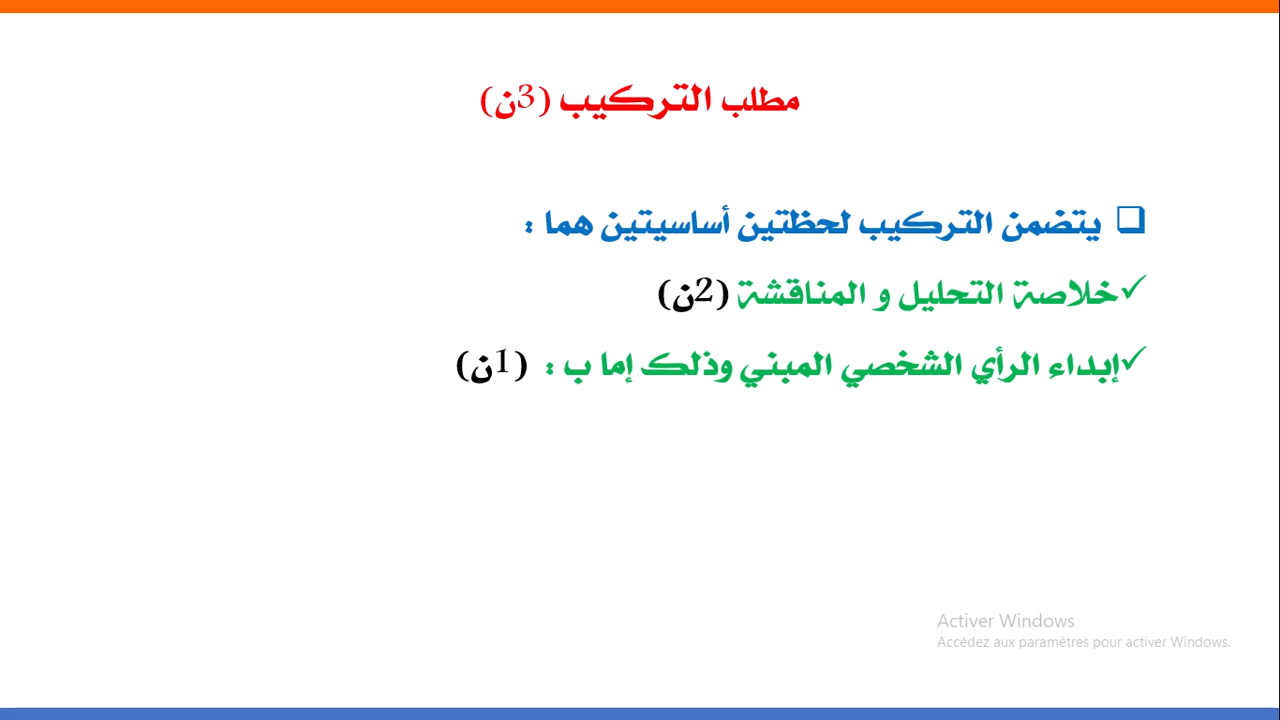 مطلب التركيب (3ن)
❑ يتضمن التركيب لحظتين أساسيتين هما :
✓خلاصة التحليل و المناقشة (2ن)
✓إبداء الرأي الشخصي المبني وذلك إما ب : (1ن)
Activer Windows
Accédez aux paramètres pour activer Windows.